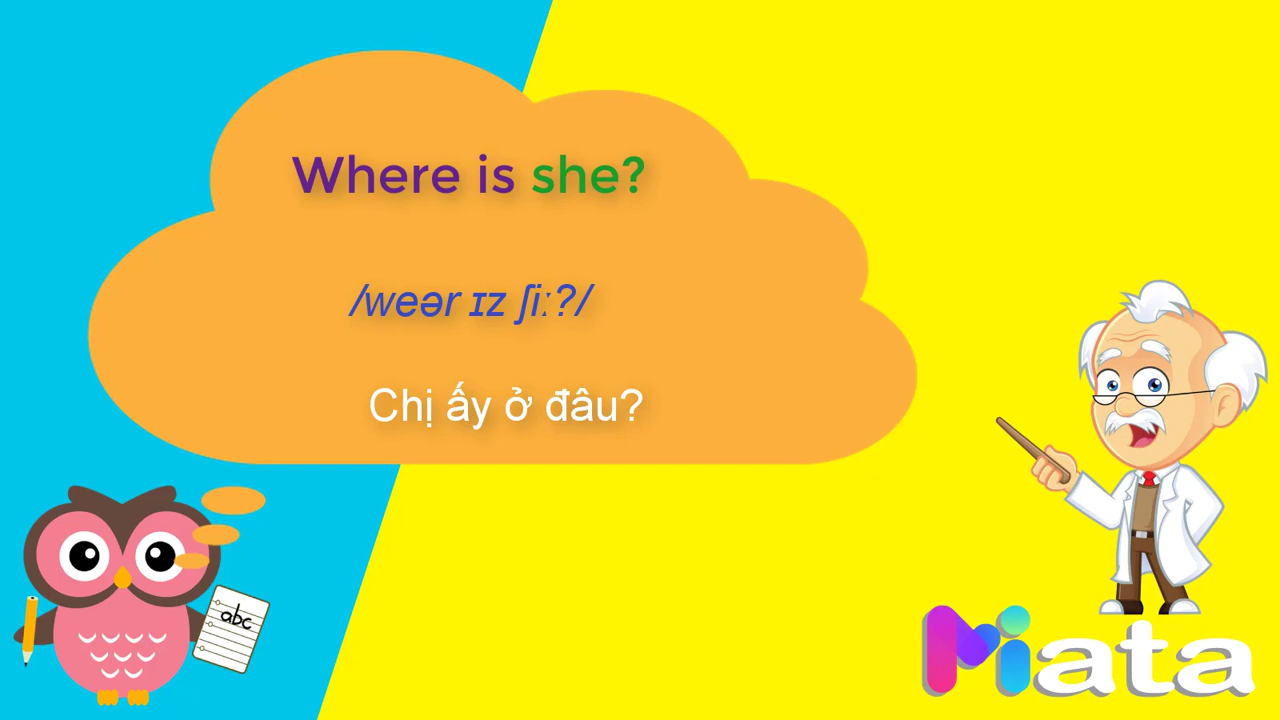 Where is she?
/weər ɪz ʃiː?/
Chị ấy ở đâu?
abc
Miata